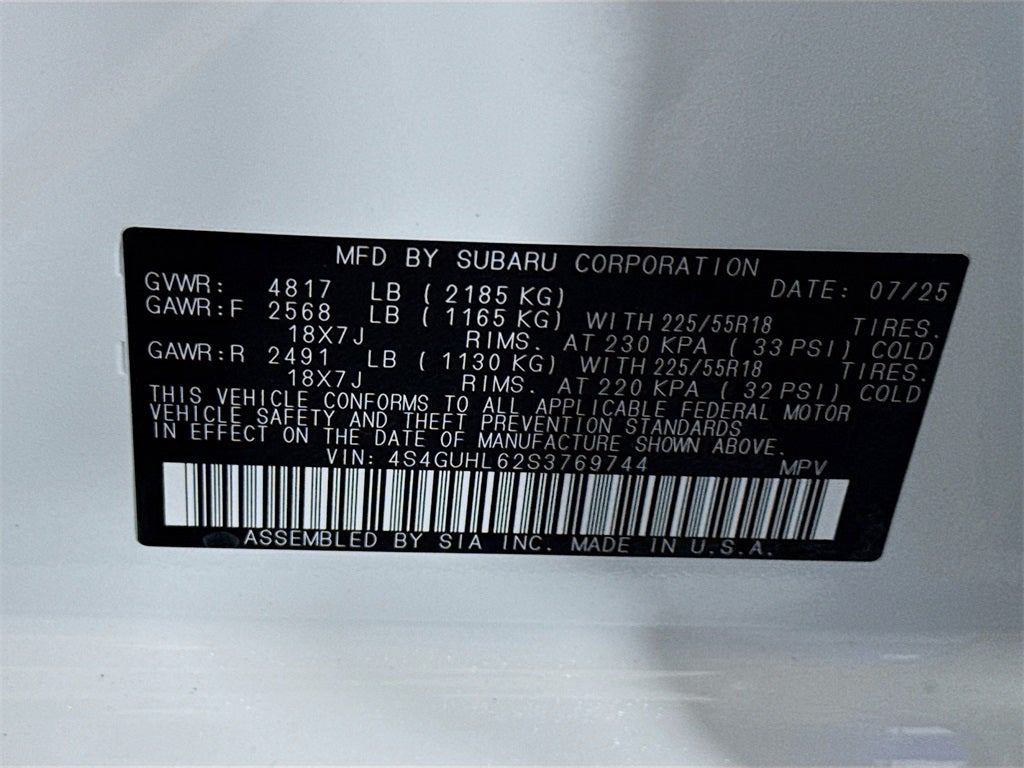 MFD BY SUBARU CORPORATION
GVWR: 4817 LB ( 2185 KG) DATE: 07/25
GAWR:F 2568 LB ( 1165 KG) WITH 225/55R18 TIRES.
18X7J RIMS. AT 230 KPA ( 33 PSI) COLD
GAWR:R 2491 LB ( 1130 KG) WITH 225/55R18 TIRES.
18X7J RIMS. AT 220 KPA ( 32 PSI) COLD
THIS VEHICLE CONFORMS TO ALL APPLICABLE FEDERAL MOTOR
VEHICLE SAFETY AND THEFT PREVENTION STANDARDS
IN EFFECT ON THE DATE OF MANUFACTURE SHOWN ABOVE.
VIN: 4S4GUHL62S3769744 MPV
ASSEMBLED BY SIA INC. MADE IN U.S.A.